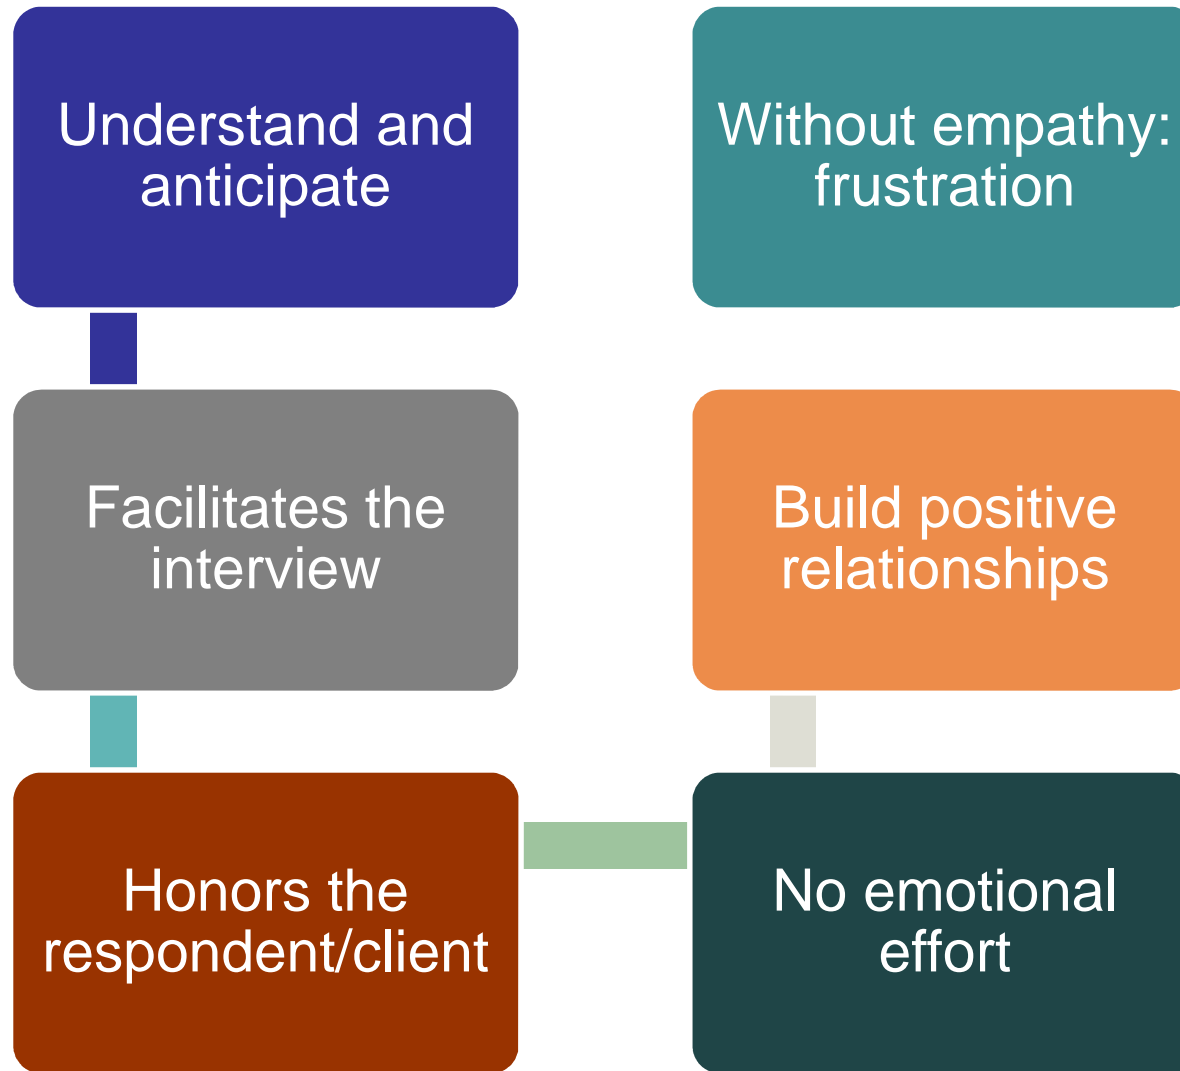 Understand and
anticipate
Facilitates the
interview
Honors the
respondent/client
No emotional
effort
Build positive
relationships
Without empathy:
frustration